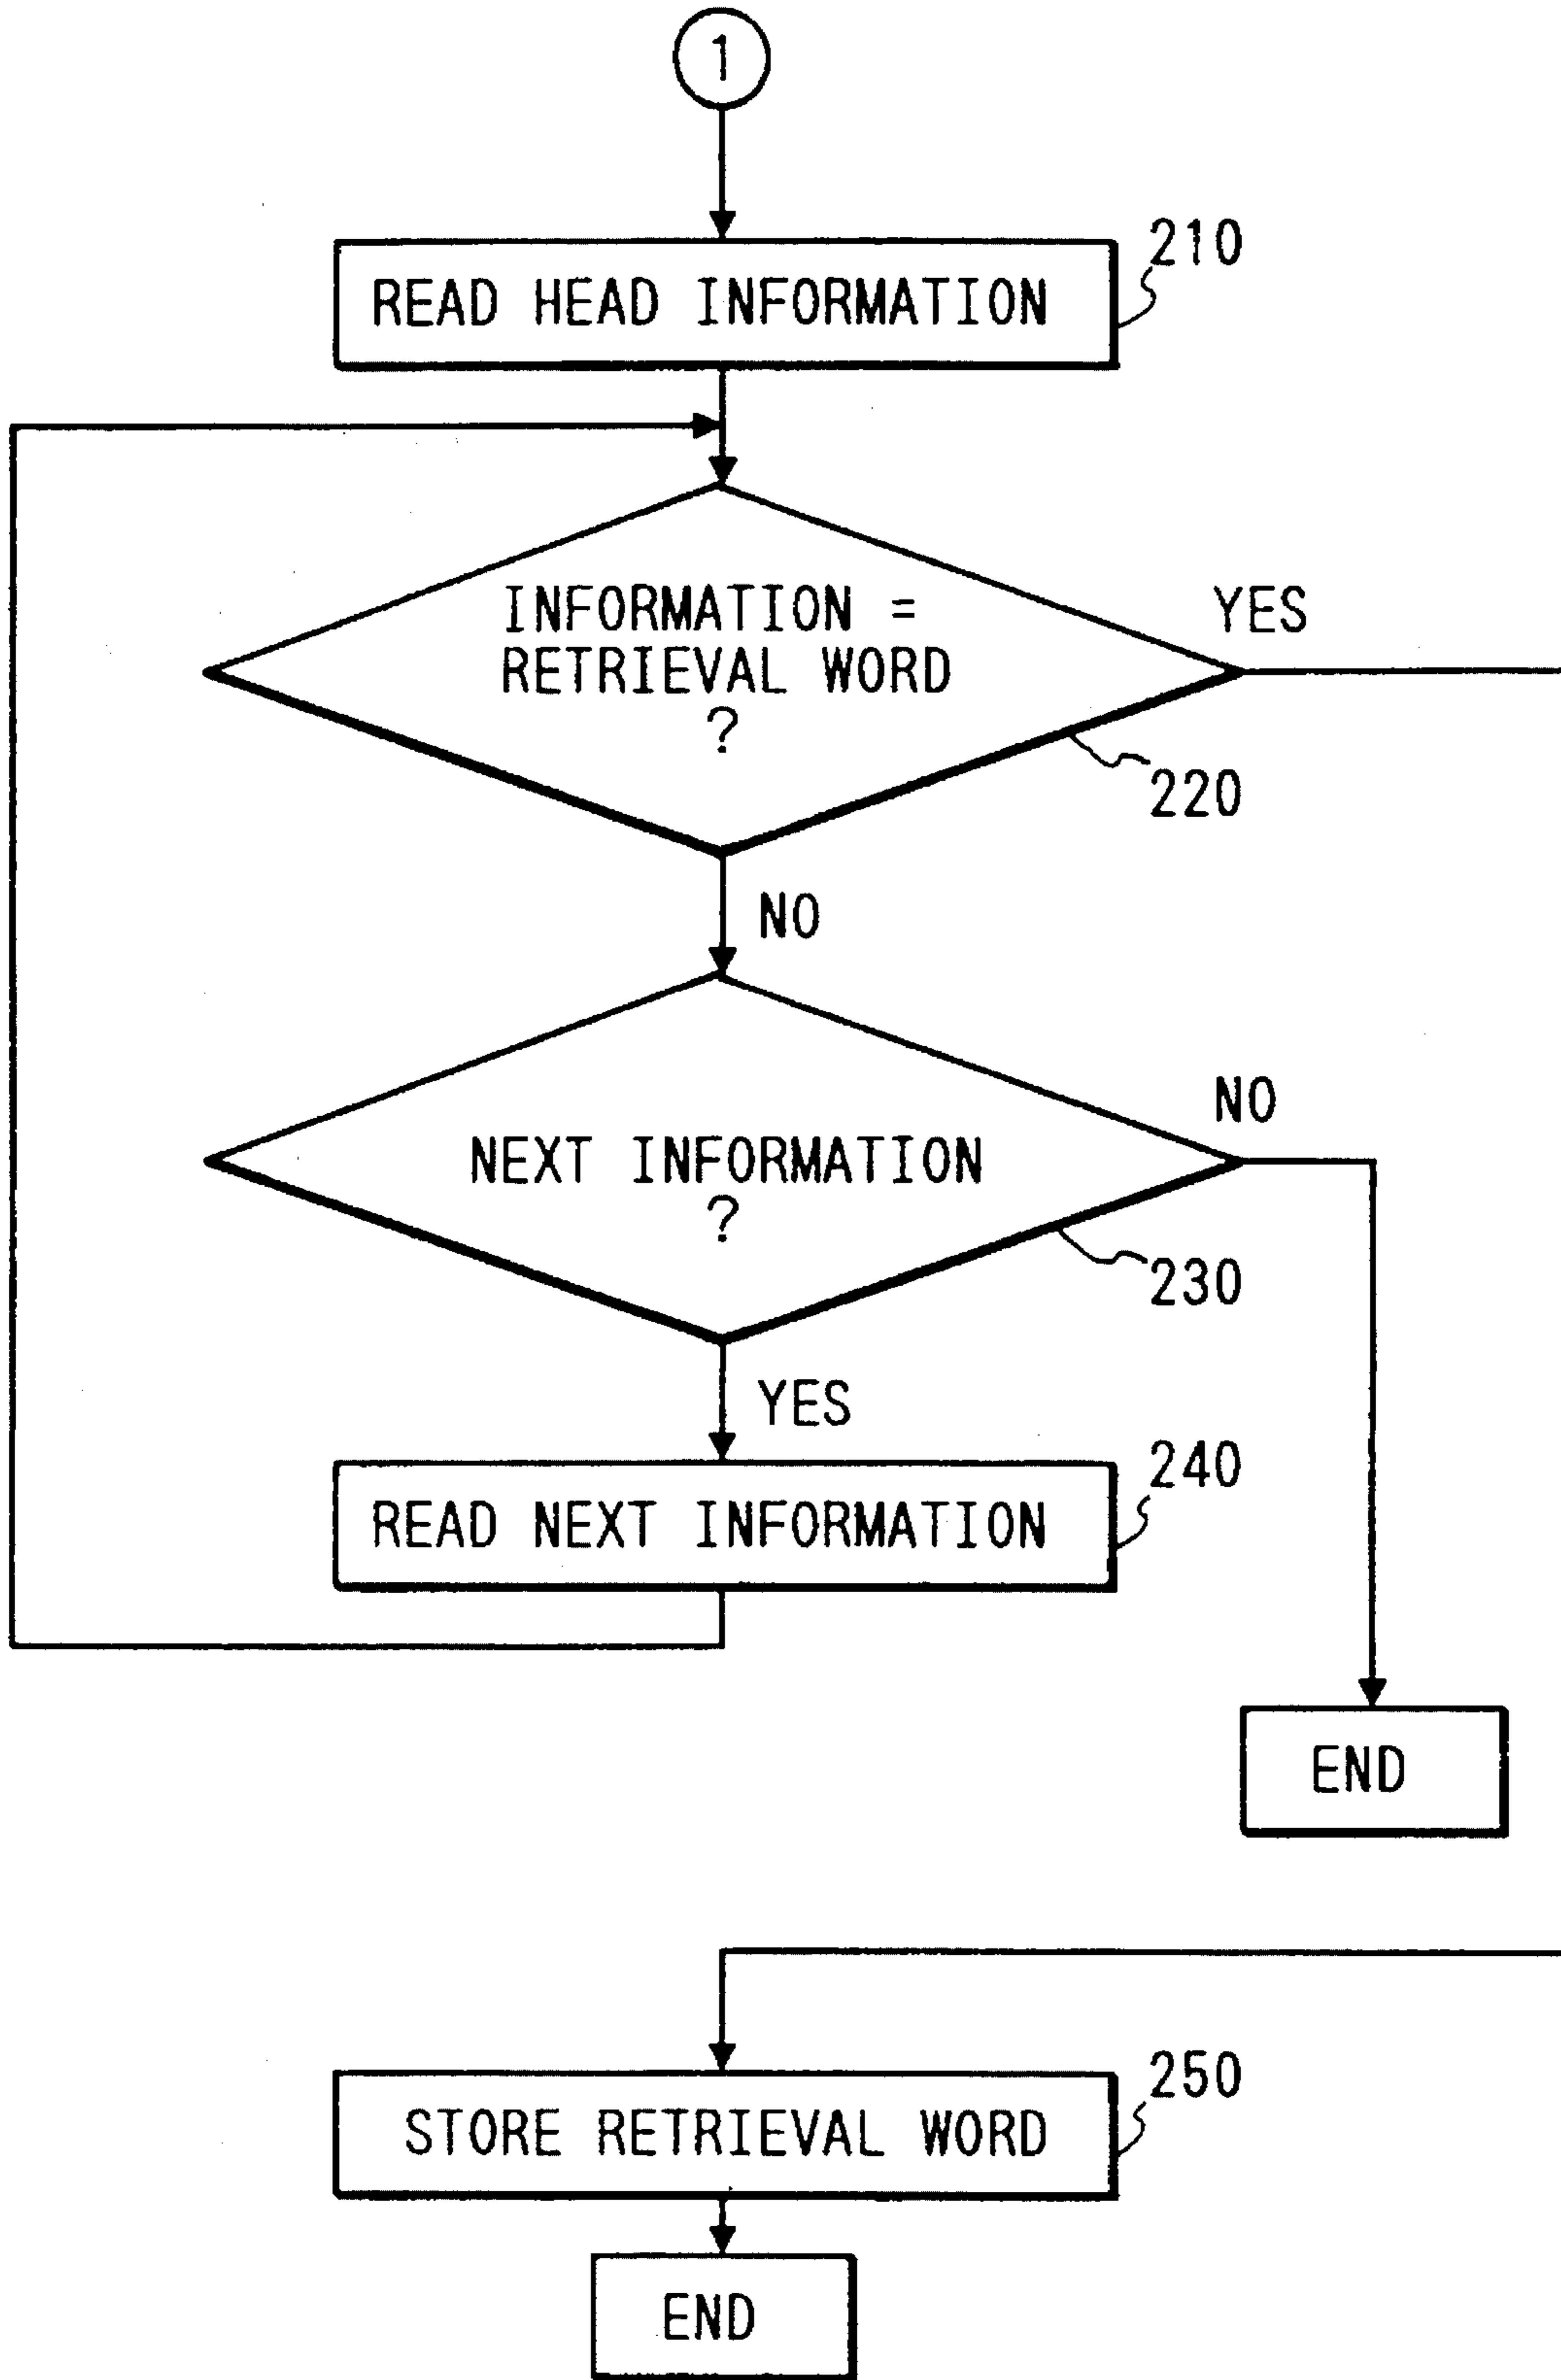 1
210
READ HEAD INFORMATION
INFORMATION =
RETRIEVAL WORD
?
YES
220
NO
NEXT INFORMATION
?
NO
230
YES
240
READ NEXT INFORMATION
END
250
STORE RETRIEVAL WORD
END